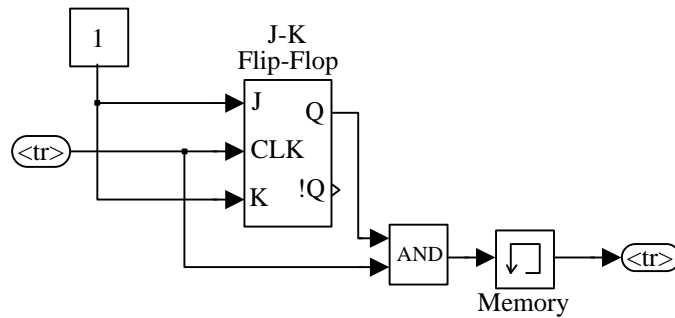 1
J-K
Flip-Flop
J
Q
<tr>
CLK
K
!Q
AND
<tr>
Memory